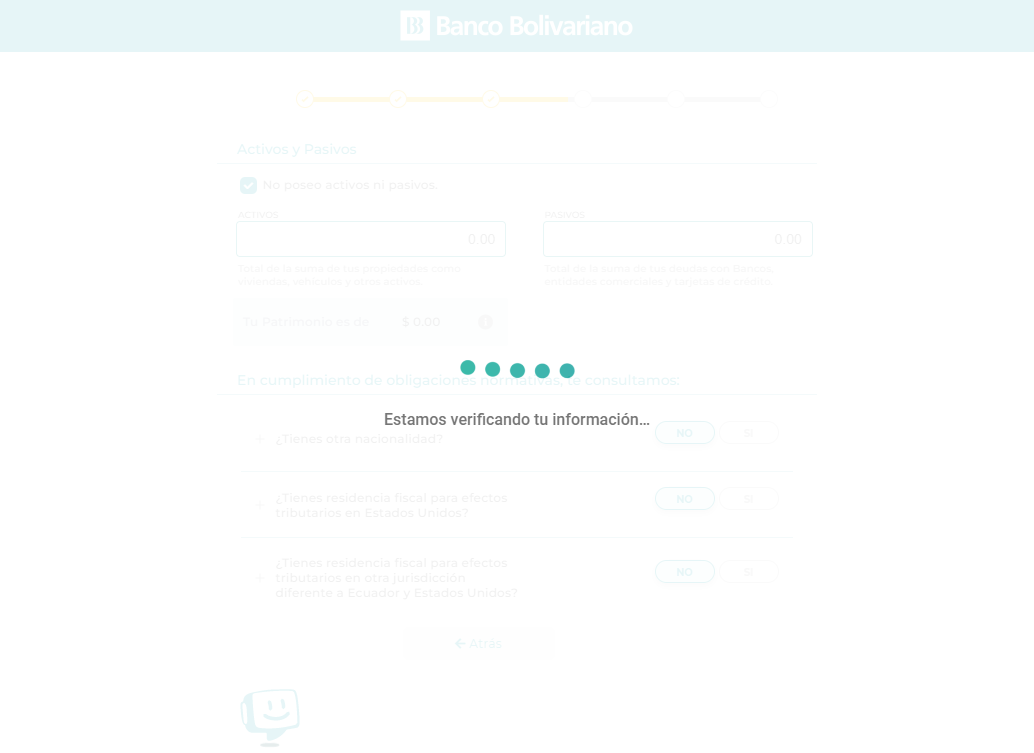 Banco Bolivariano
Activos y Pasivos
No poseo activos ni pasivos.
ACTIVOS
PASIVOS
0.00
0.00
Total de la suma de tus propiedades como
viviendas, vehículos y otros activos.
Total de la suma de tus deudas con Bancos,
entidades comerciales y tarjetas de crédito.
Tu Patrimonio es de $ 0.00
En cumplimiento de obligaciones normativas, te consultamos:
Estamos verificando tu información...
+ ¿Tienes otra nacionalidad? NO SI
+ ¿Tienes residencia fiscal para efectos
tributarios en Estados Unidos? NO SI
+ ¿Tienes residencia fiscal para efectos
tributarios en otra jurisdicción
diferente a Ecuador y Estados Unidos? NO SI
← Atrás